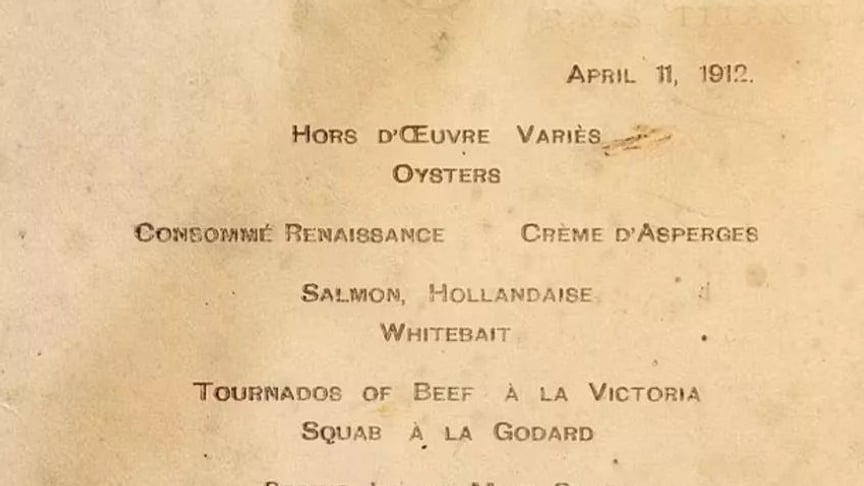 R.M.S. TITANIC.
APRIL 11, 1912.
HORS D'ŒUVRE VARIÈS
OYSTERS
CONSOMMÉ RENAISSANCE CRÈME D'ASPERGES
SALMON, HOLLANDAISE
WHITEBAIT
TOURNADOS OF BEEF À LA VICTORIA
SQUAB À LA GODARD